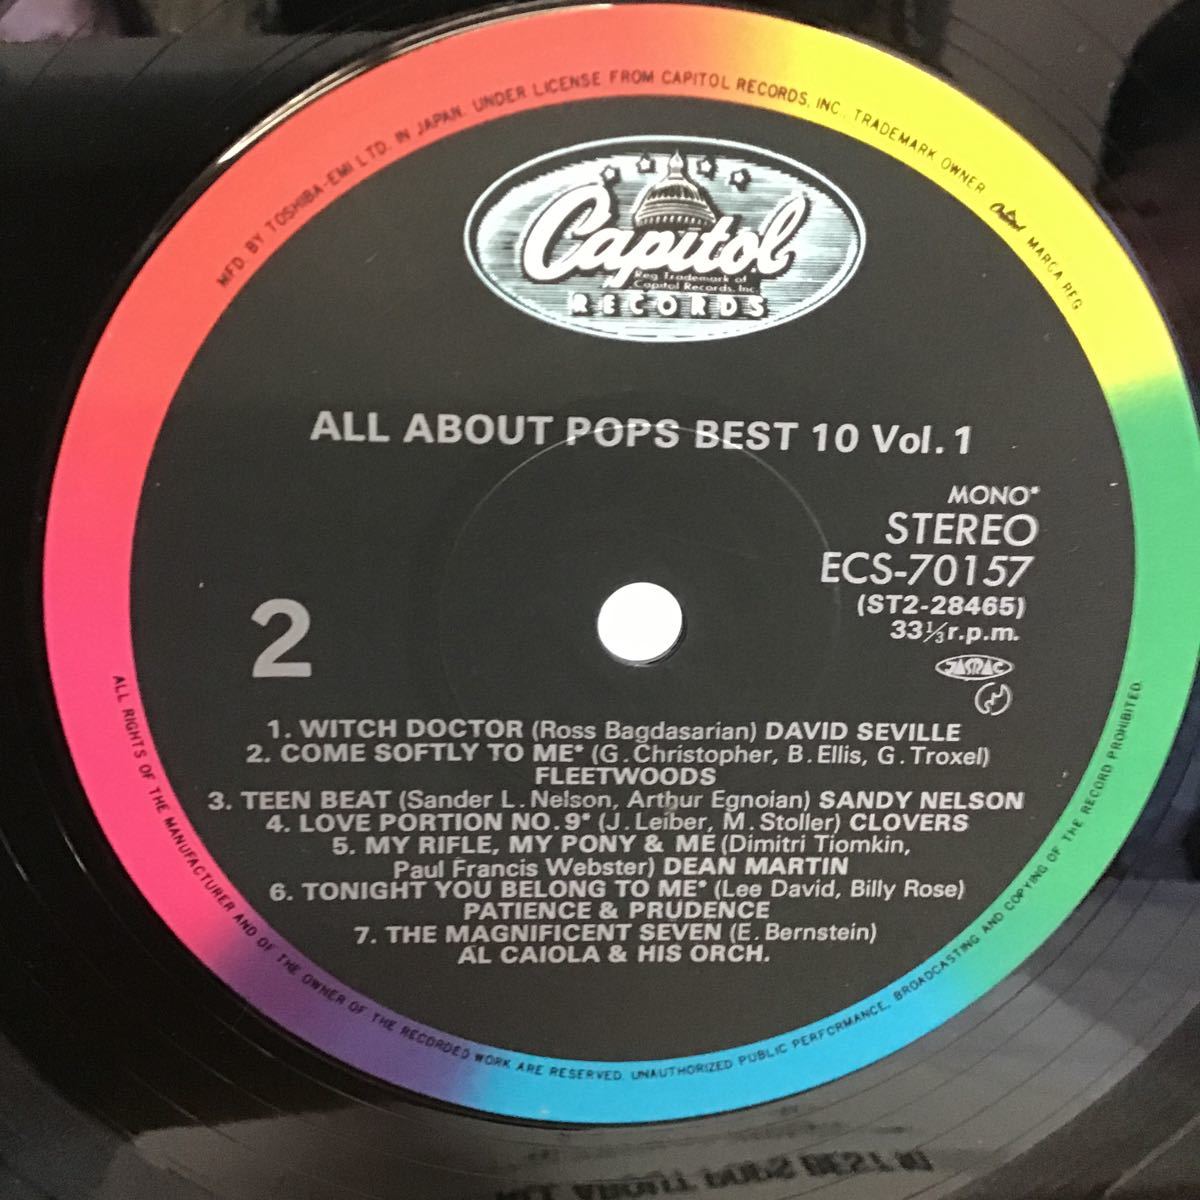 MFD. BY TOSHIBA-EMI LTD. IN JAPAN. UNDER LICENSE FROM CAPITOL RECORDS, INC., TRADEMARK OWNER Capitol MARCA REG.
Capitol
Reg Trademark of
Capitol Records, Inc.
RECORDS
ALL ABOUT POPS BEST 10 Vol. 1
MONO*
STEREO
ECS-70157
(ST2-28465)
33⅓r.p.m.
JASRAC
2
1. WITCH DOCTOR (Ross Bagdasarian) DAVID SEVILLE
2. COME SOFTLY TO ME* (G. Christopher, B. Ellis, G. Troxel)
FLEETWOODS
3. TEEN BEAT (Sander L. Nelson, Arthur Egnoian) SANDY NELSON
4. LOVE PORTION NO. 9* (J. Leiber, M. Stoller) CLOVERS
5. MY RIFLE, MY PONY & ME (Dimitri Tiomkin,
Paul Francis Webster) DEAN MARTIN
6. TONIGHT YOU BELONG TO ME* (Lee David, Billy Rose)
PATIENCE & PRUDENCE
7. THE MAGNIFICENT SEVEN (E. Bernstein)
AL CAIOLA & HIS ORCH.
ALL RIGHTS OF THE MANUFACTURER AND OF THE OWNER OF THE RECORDED WORK ARE RESERVED. UNAUTHORIZED PUBLIC PERFORMANCE, BROADCASTING AND COPYING OF THE RECORD PROHIBITED.